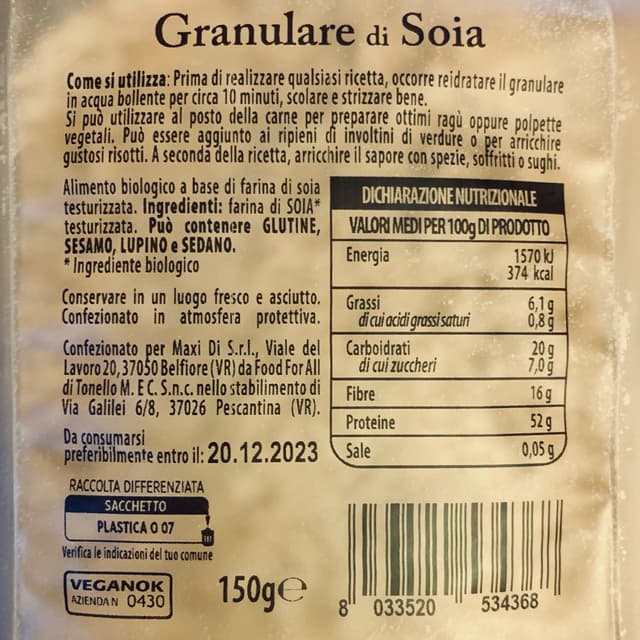 Granulare di Soia
Come si utilizza: Prima di realizzare qualsiasi ricetta, occorre reidratare il granulare
in acqua bollente per circa 10 minuti, scolare e strizzare bene.
Si può utilizzare al posto della carne per preparare ottimi ragù oppure polpette
vegetali. Può essere aggiunto ai ripieni di involtini di verdure o per arricchire
gustosi risotti. A seconda della ricetta, arricchire il sapore con spezie, soffritti o sughi.
Alimento biologico a base di farina di soia
testurizzata. Ingredienti: farina di SOIA*
testurizzata. Può contenere GLUTINE,
SESAMO, LUPINO e SEDANO.
* Ingrediente biologico
Conservare in un luogo fresco e asciutto.
Confezionato in atmosfera protettiva.
Confezionato per Maxi Di S.r.l., Viale del
Lavoro 20, 37050 Belfiore (VR) da Food For All
di Tonello M. E C. S.n.c. nello stabilimento di
Via Galilei 6/8, 37026 Pescantina (VR).
Da consumarsi
preferibilmente entro il: 20.12.2023
DICHIARAZIONE NUTRIZIONALE
VALORI MEDI PER 100g DI PRODOTTO
Energia 1570 kJ
374 kcal
Grassi 6,1 g
di cui acidi grassi saturi 0,8 g
Carboidrati 20 g
di cui zuccheri 7,0 g
Fibre 16 g
Proteine 52 g
Sale 0,05 g
RACCOLTA DIFFERENZIATA
SACCHETTO
PLASTICA O 07
Verifica le indicazioni del tuo comune
VEGANOK
AZIENDA N 0430
150g e
8 033520 534368